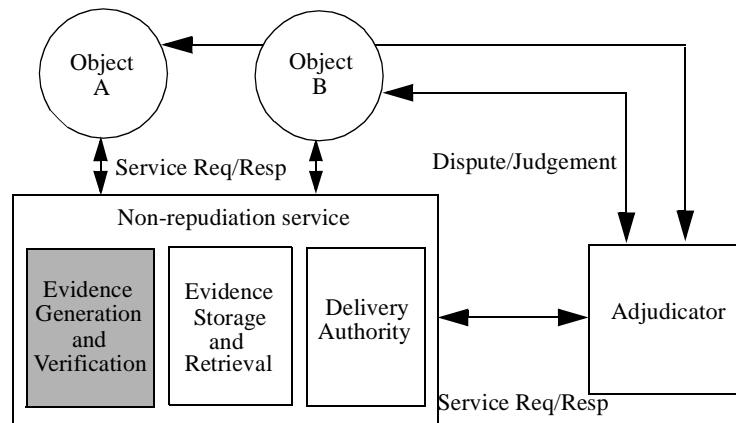 Object
A
Object
B
Service Req/Resp
Dispute/Judgement
Non-repudiation service
Evidence
Generation
and
Verification
Evidence
Storage
and
Retrieval
Delivery
Authority
Adjudicator
Service Req/Resp